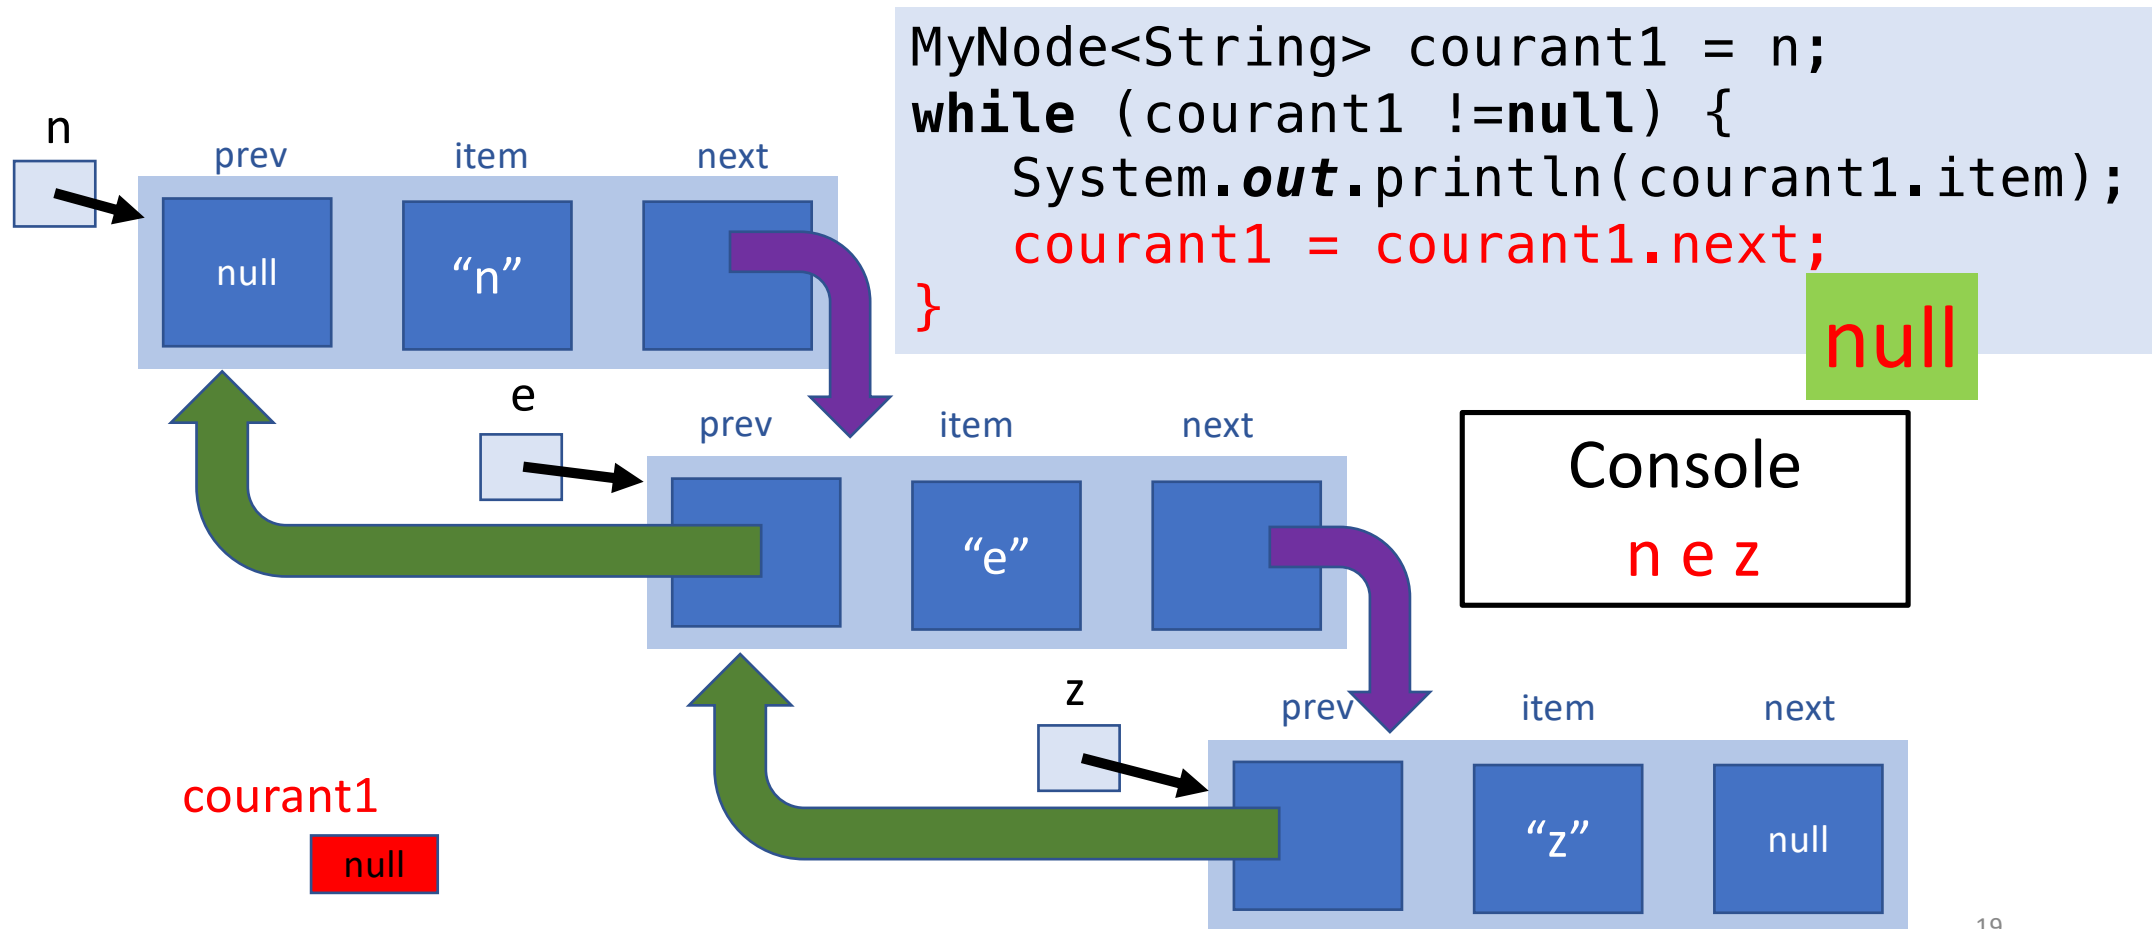 MyNode<String> courant1 = n;
while (courant1 !=null) {
System.out.println(courant1.item);
courant1 = courant1.next;
}
null
n
prev item next
null “n”
e
prev item next
“e”
Console
n e z
z
prev item next
“z” null
courant1
null
19